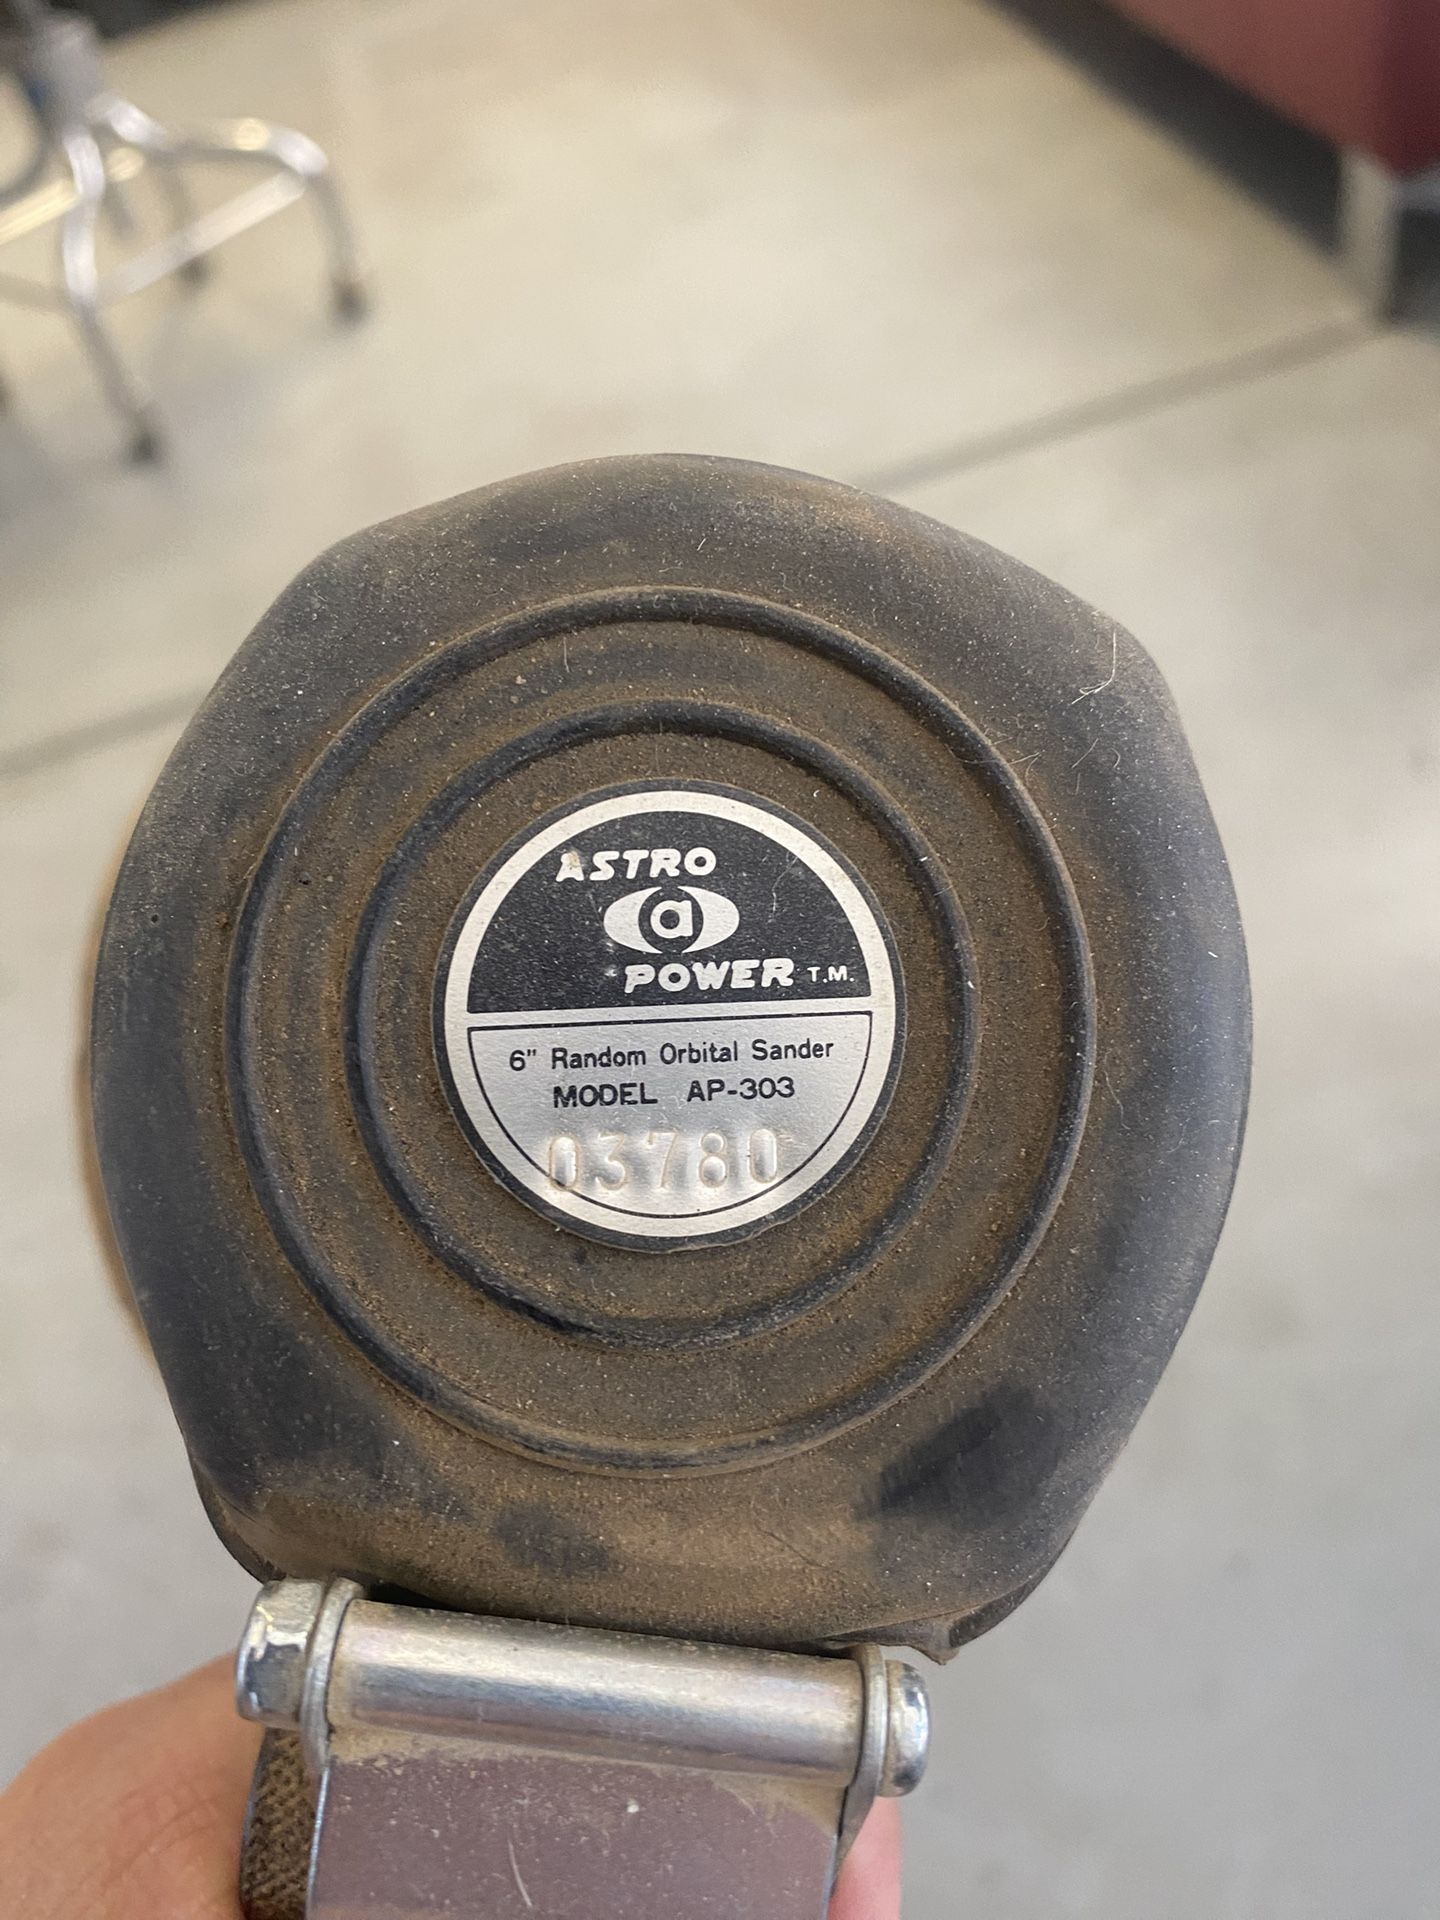 ASTRO
a
POWER T.M.
6" Random Orbital Sander
MODEL AP-303
03780